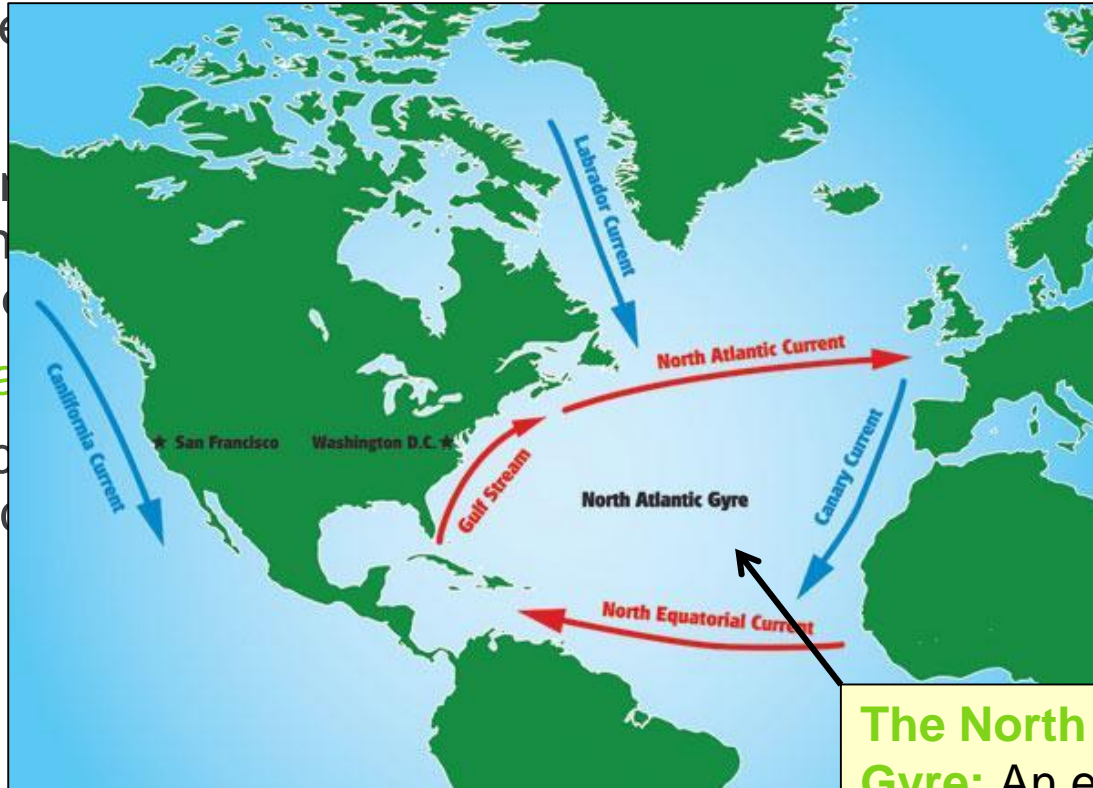 Labrador Current
North Atlantic Current
Canlifornia Current
★ San Francisco
Washington D.C. ★
Gulf Stream
North Atlantic Gyre
Canary Current
North Equatorial Current
The North
Gyre: An e